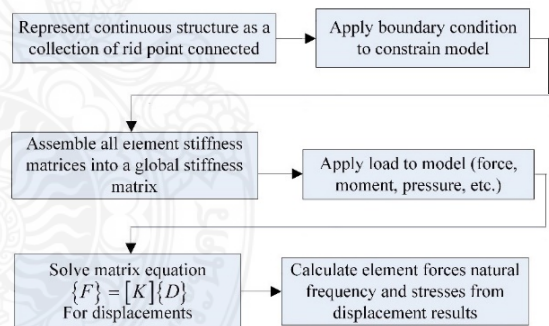 Represent continuous structure as a
collection of rid point connected
Apply boundary condition
to constrain model
Assemble all element stiffness
matrices into a global stiffness
matrix
Apply load to model (force,
moment, pressure, etc.)
Solve matrix equation
{F} = [K]{D}
For displacements
Calculate element forces natural
frequency and stresses from
displacement results